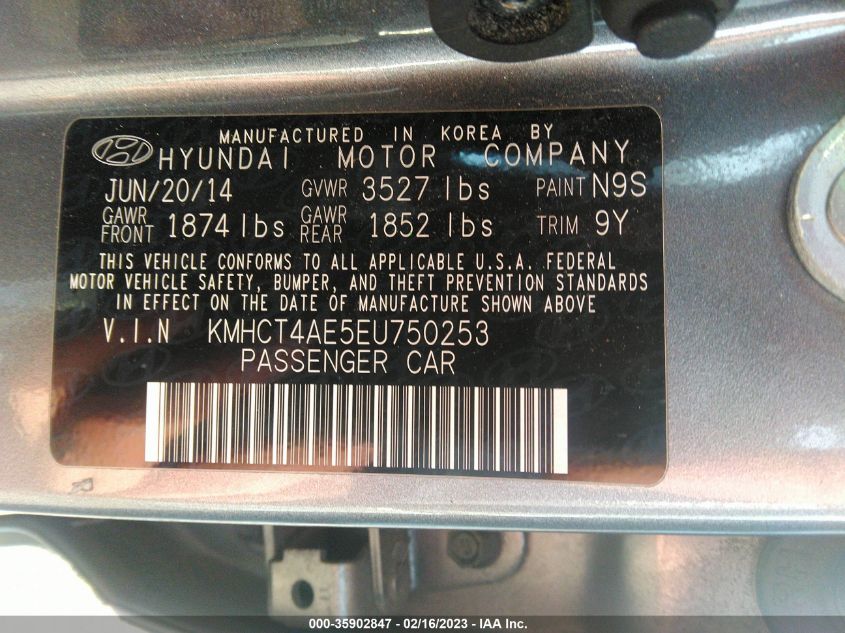 MANUFACTURED IN KOREA BY
HYUNDAI MOTOR COMPANY
JUN/20/14 GVWR 3527 lbs PAINT N9S
GAWR FRONT 1874 lbs GAWR REAR 1852 lbs TRIM 9Y
THIS VEHICLE CONFORMS TO ALL APPLICABLE U.S.A. FEDERAL
MOTOR VEHICLE SAFETY, BUMPER, AND THEFT PREVENTION STANDARDS
IN EFFECT ON THE DATE OF MANUFACTURE SHOWN ABOVE
V.I.N KMHCT4AE5EU750253
PASSENGER CAR
000-35902847 - 02/16/2023 - IAA Inc.